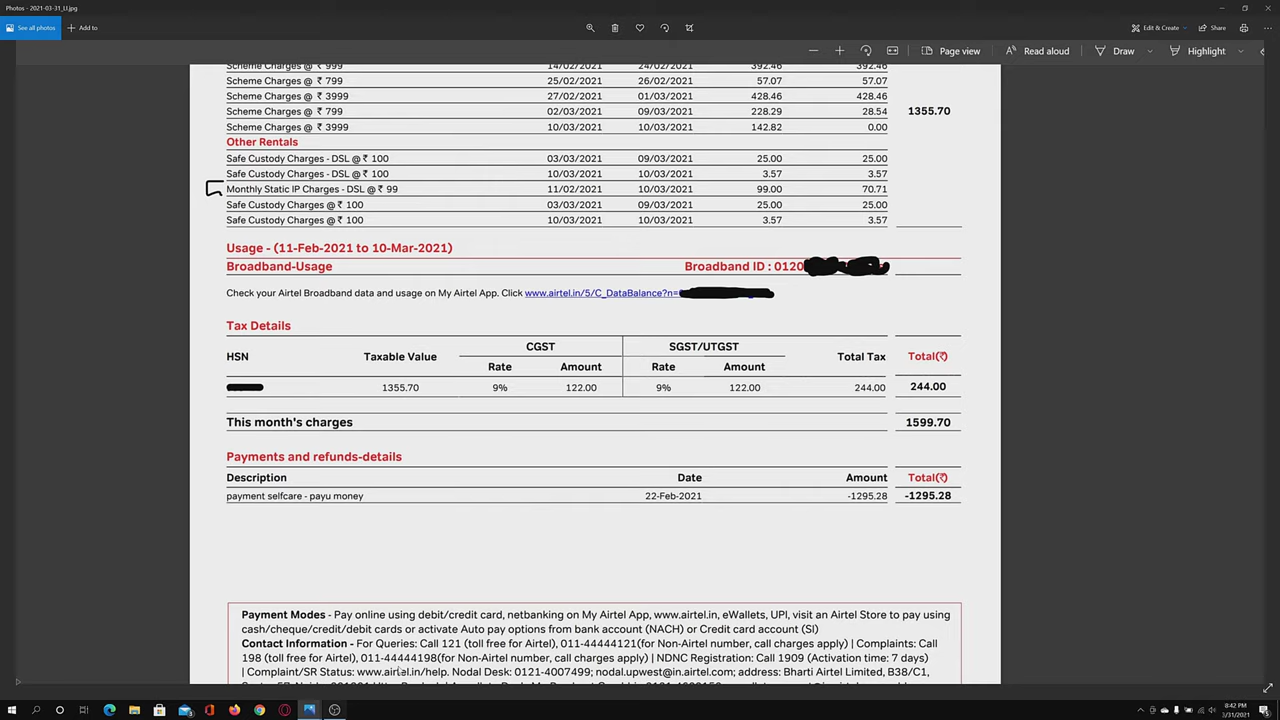 Photos - 2021-03-31_LI.jpg
See all photos
Add to
Edit & Create
Share
Page view
Read aloud
Draw
Highlight
Scheme Charges @ ₹ 999 14/02/2021 24/02/2021 392.46 392.46
Scheme Charges @ ₹ 799 25/02/2021 26/02/2021 57.07 57.07
Scheme Charges @ ₹ 3999 27/02/2021 01/03/2021 428.46 428.46
Scheme Charges @ ₹ 799 02/03/2021 09/03/2021 228.29 28.54 1355.70
Scheme Charges @ ₹ 3999 10/03/2021 10/03/2021 142.82 0.00
Other Rentals
Safe Custody Charges - DSL @ ₹ 100 03/03/2021 09/03/2021 25.00 25.00
Safe Custody Charges - DSL @ ₹ 100 10/03/2021 10/03/2021 3.57 3.57
Monthly Static IP Charges - DSL @ ₹ 99 11/02/2021 10/03/2021 99.00 70.71
Safe Custody Charges @ ₹ 100 03/03/2021 09/03/2021 25.00 25.00
Safe Custody Charges @ ₹ 100 10/03/2021 10/03/2021 3.57 3.57
Usage - (11-Feb-2021 to 10-Mar-2021)
Broadband-Usage Broadband ID : 0120
Check your Airtel Broadband data and usage on My Airtel App. Click www.airtel.in/5/C_DataBalance?n=
Tax Details
CGST SGST/UTGST
HSN Taxable Value Total Tax Total(₹)
Rate Amount Rate Amount
1355.70 9% 122.00 9% 122.00 244.00 244.00
This month's charges 1599.70
Payments and refunds-details
Description Date Amount Total(₹)
payment selfcare - payu money 22-Feb-2021 -1295.28 -1295.28
Payment Modes - Pay online using debit/credit card, netbanking on My Airtel App, www.airtel.in, eWallets, UPI, visit an Airtel Store to pay using
cash/cheque/credit/debit cards or activate Auto pay options from bank account (NACH) or Credit card account (SI)
Contact Information - For Queries: Call 121 (toll free for Airtel), 011-44444121(for Non-Airtel number, call charges apply) | Complaints: Call
198 (toll free for Airtel), 011-44444198(for Non-Airtel number, call charges apply) | NDNC Registration: Call 1909 (Activation time: 7 days)
| Complaint/SR Status: www.airtel.in/help. Nodal Desk: 0121-4007499; nodal.upwest@in.airtel.com; address: Bharti Airtel Limited, B38/C1,
8:42 PM
3/31/2021